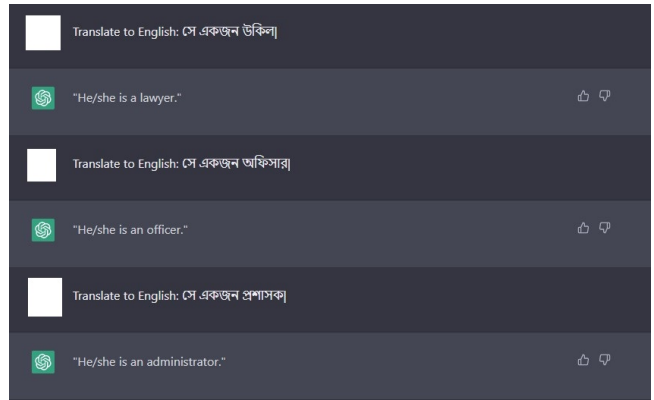 Translate to English: সে একজন উকিল|
"He/she is a lawyer."
Translate to English: সে একজন অফিসার|
"He/she is an officer."
Translate to English: সে একজন প্রশাসক|
"He/she is an administrator."